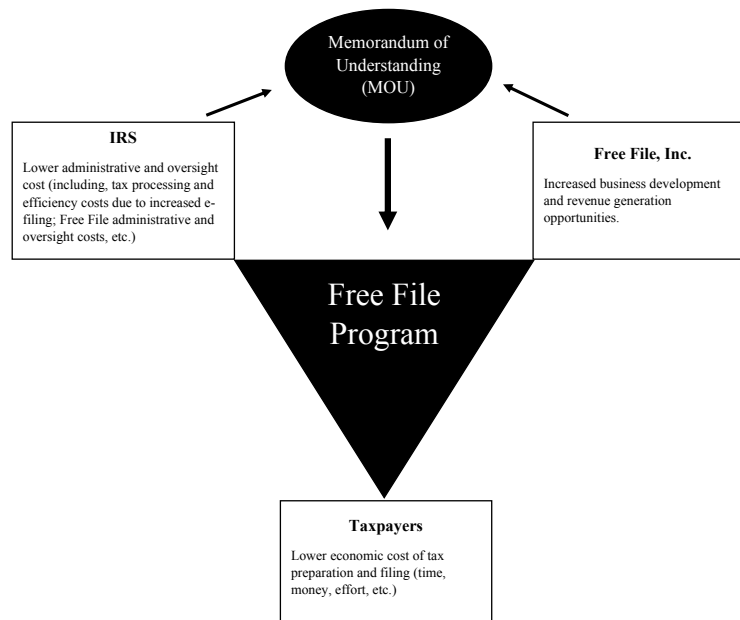 Memorandum of
Understanding
(MOU)
IRS
Lower administrative and oversight
cost (including, tax processing and
efficiency costs due to increased e-
filing; Free File administrative and
oversight costs, etc.)
Free File, Inc.
Increased business development
and revenue generation
opportunities.
Free File
Program
Taxpayers
Lower economic cost of tax
preparation and filing (time,
money, effort, etc.)